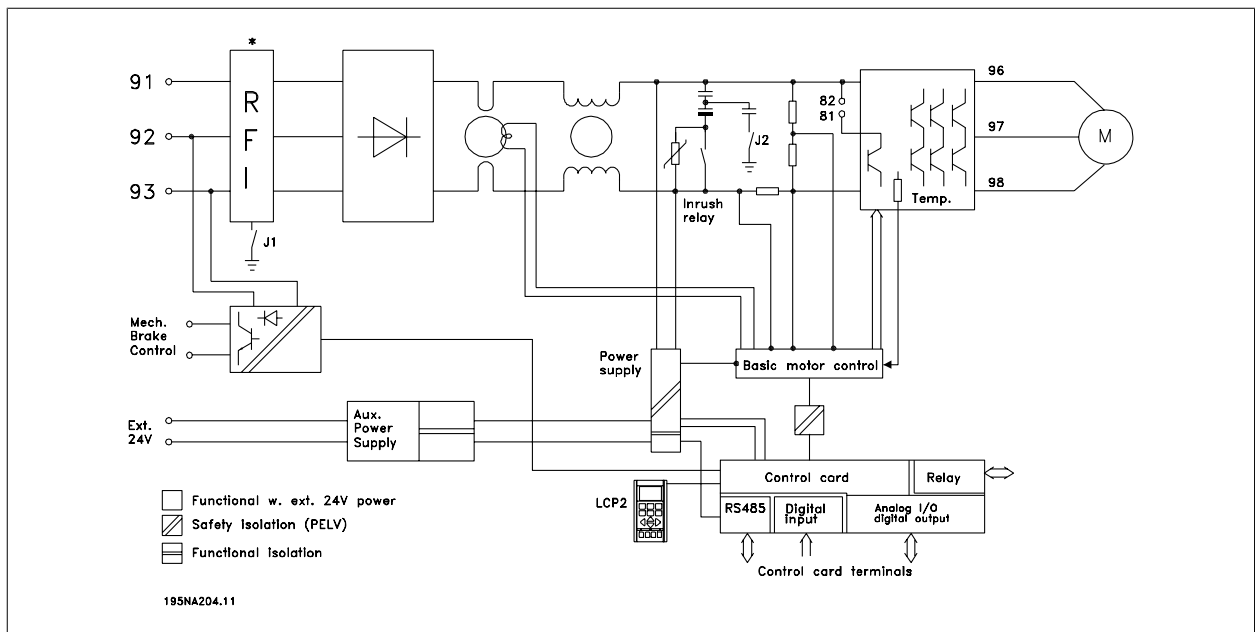 *
91
92
93
R
F
I
J1
J2
82
81
96
97
98
M
Temp.
Inrush
relay
Mech.
Brake
Control
Power
supply
Basic motor control
Ext.
24V
Aux.
Power
Supply
Control card
Relay
LCP2
RS485
Digital
input
Analog I/O
digital output
Control card terminals
Functional w. ext. 24V power
Safety isolation (PELV)
Functional isolation
195NA204.11